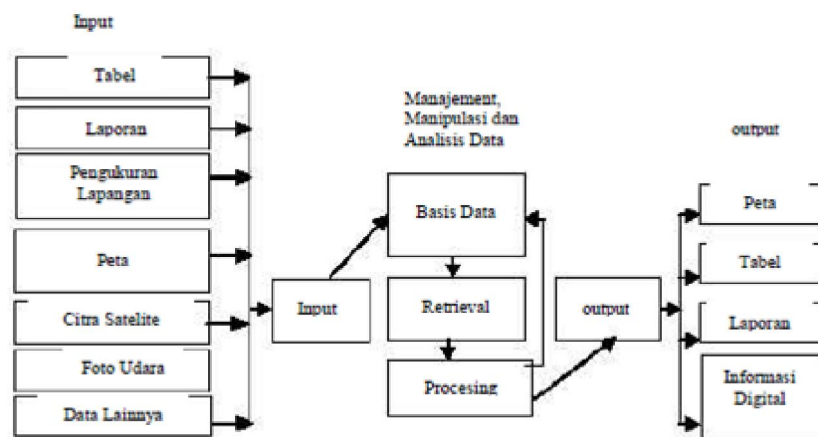 Input
Tabel
Laporan
Pengukuran
Lapangan
Peta
Citra Satelite
Foto Udara
Data Lainnya
Input
Manajement,
Manipulasi dan
Analisis Data
Basis Data
Retrieval
Procesing
output
output
Peta
Tabel
Laporan
Informasi
Digital